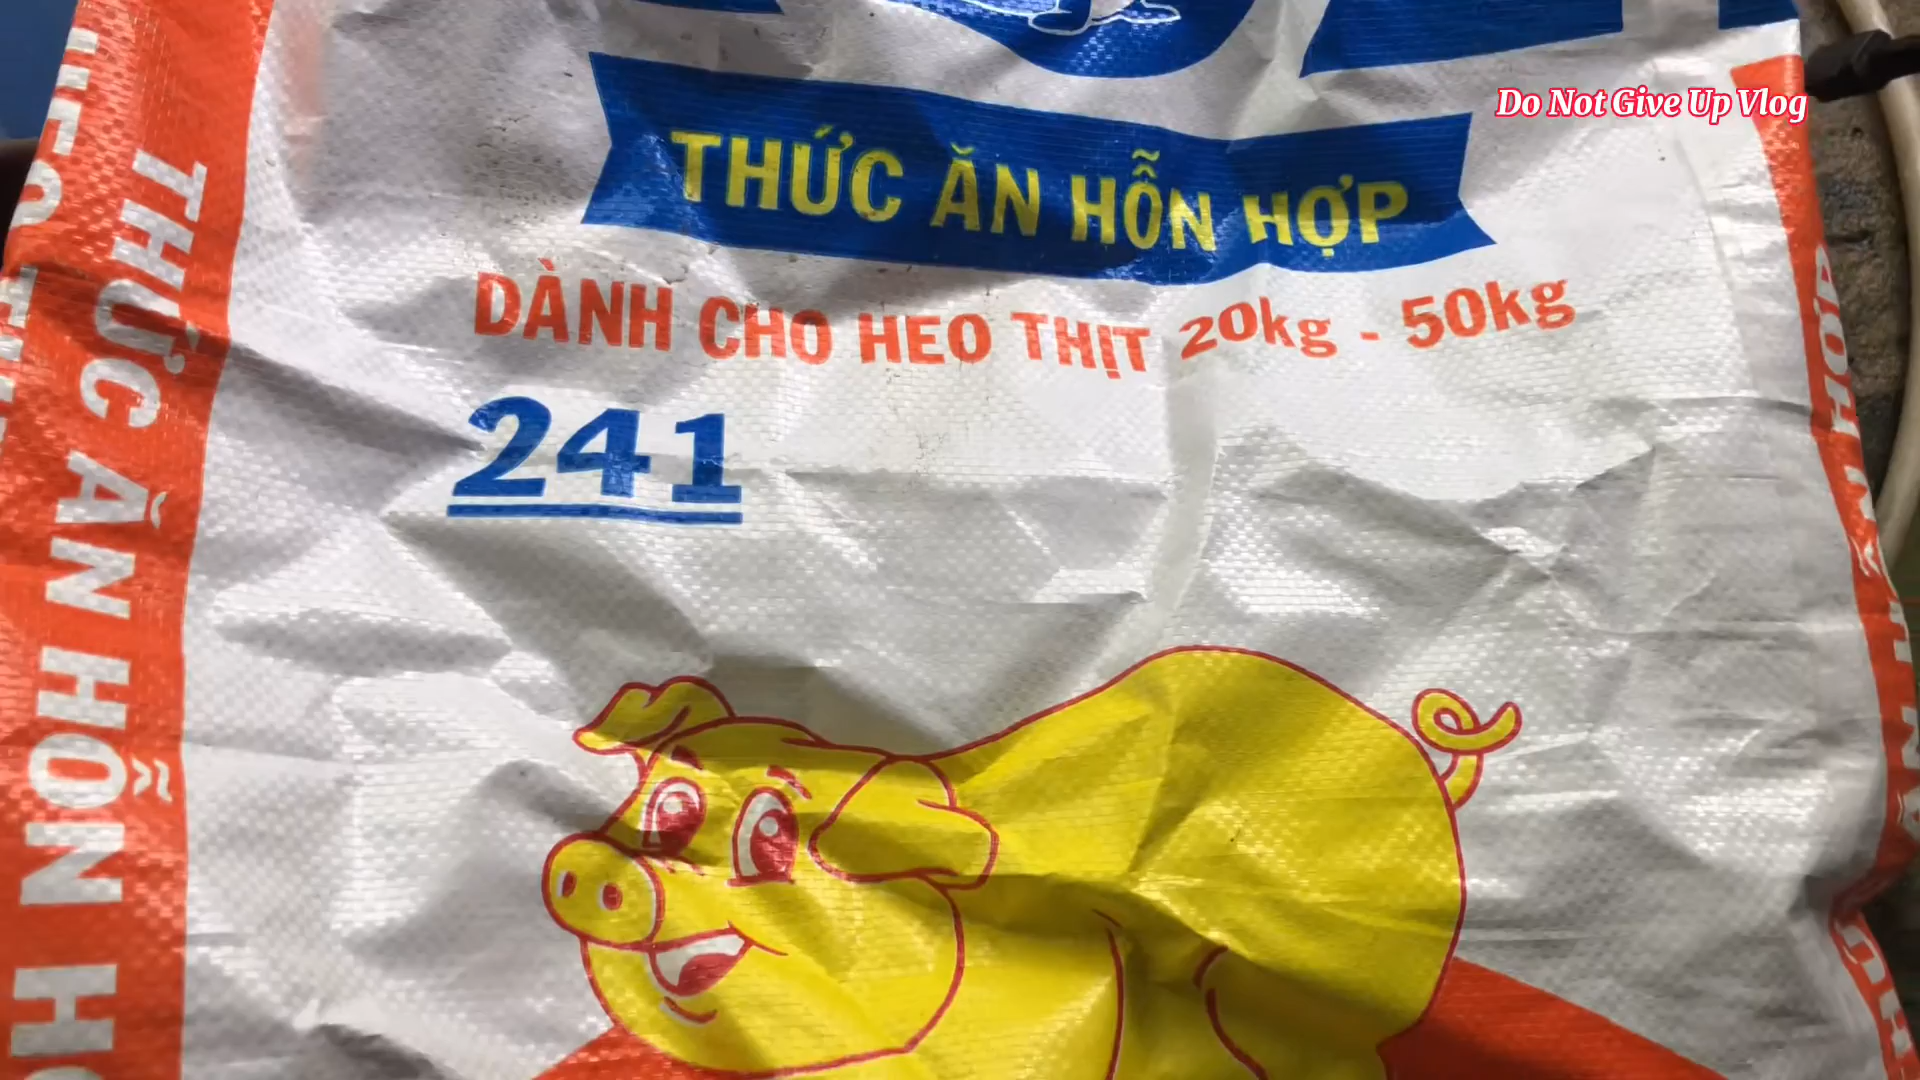 Do Not Give Up Vlog
THỨC ĂN HỖN HỢP
DÀNH CHO HEO THỊT 20kg - 50kg
241
THỨC ĂN HỖN